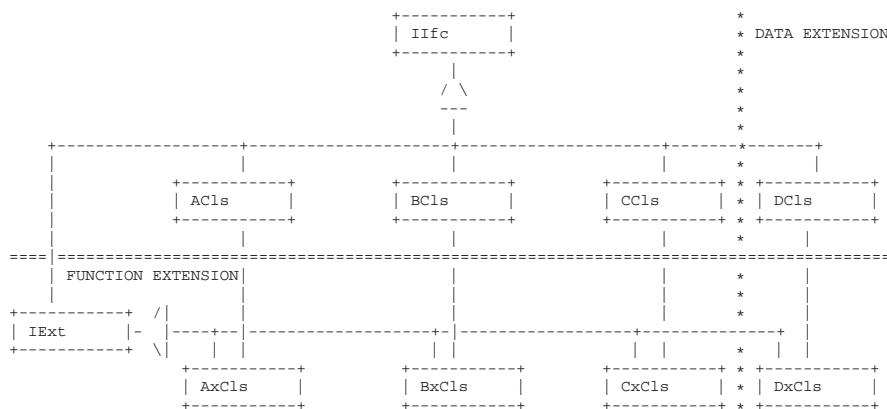 IIfc
DATA EXTENSION
ACls
BCls
CCls
DCls
FUNCTION EXTENSION
IExt
AxCls
BxCls
CxCls
DxCls